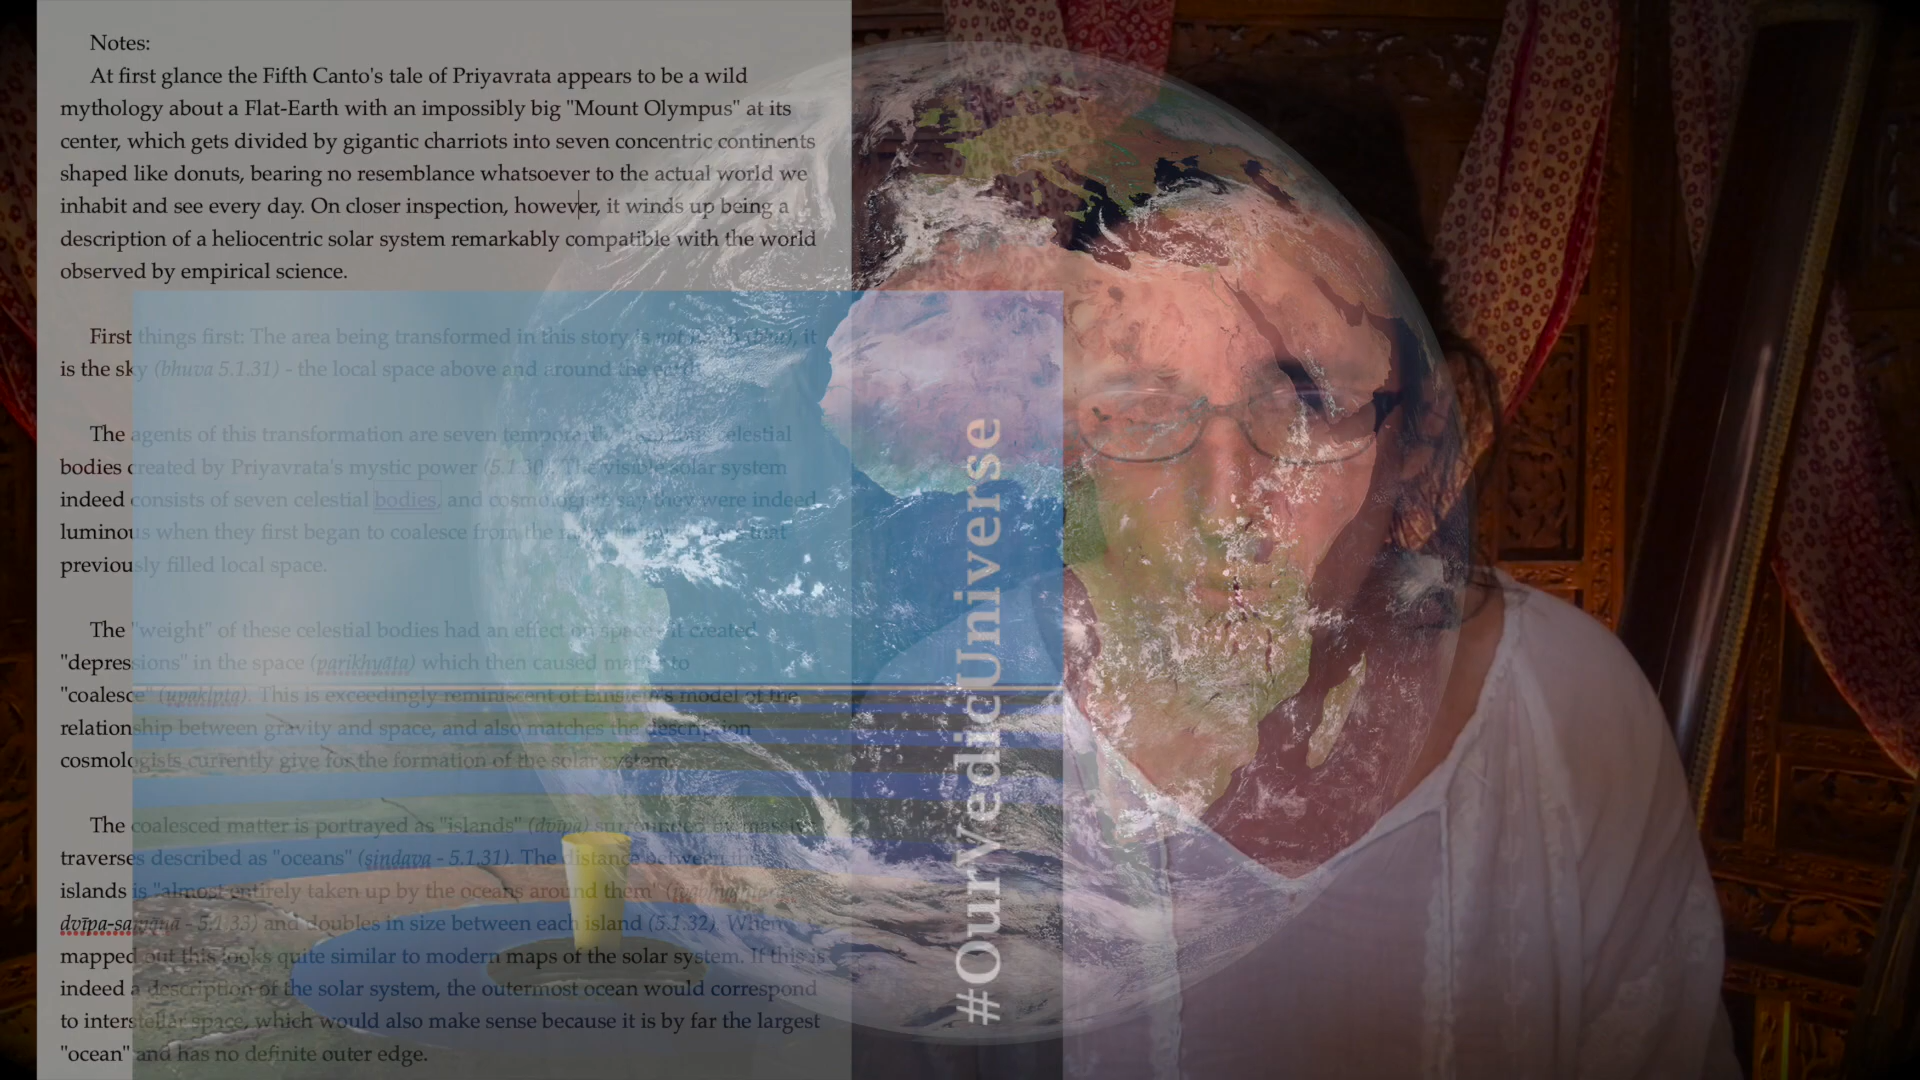 Notes:
At first glance the Fifth Canto's tale of Priyavrata appears to be a wild
mythology about a Flat-Earth with an impossibly big "Mount Olympus" at its
center, which gets divided by gigantic charriots into seven concentric continents
shaped like donuts, bearing no resemblance whatsoever to the actual world we
inhabit and see every day. On closer inspection, however, it winds up being a
description of a heliocentric solar system remarkably compatible with the world
observed by empirical science.
First things first: The area being transformed in this story is not it
is the sky (bhuva 5.1.31) - the local space above and around the earth
The agents of this transformation are seven celestial
bodies created by Priyavrata's mystic power (5.1.30). The visible solar system
indeed consists of seven celestial bodies, and cosmologists say they were indeed
luminous when they first began to coalesce from the that
previously filled local space.
The "weight" of these celestial bodies had an effect on space - it created
"depressions" in the space (parikhyāta) which then caused matter to
"coalesce" (upakḷpta). This is exceedingly reminiscent of Einstein's model of the
relationship between gravity and space, and also matches the description
cosmologists currently give for the formation of the solar system.
The coalesced matter is portrayed as "islands" (dvīpa) surrounded by massive
traverses described as "oceans" (sindava - 5.1.31). The distance between the
islands is "almost entirely taken up by the oceans around them"
dvīpa-samānā - 5.1.33) and doubles in size between each island (5.1.32). When
mapped out this looks quite similar to modern maps of the solar system. If this is
indeed a description of the solar system, the outermost ocean would correspond
to interstellar space, which would also make sense because it is by far the largest
"ocean" and has no definite outer edge.
#OurVedicUniverse